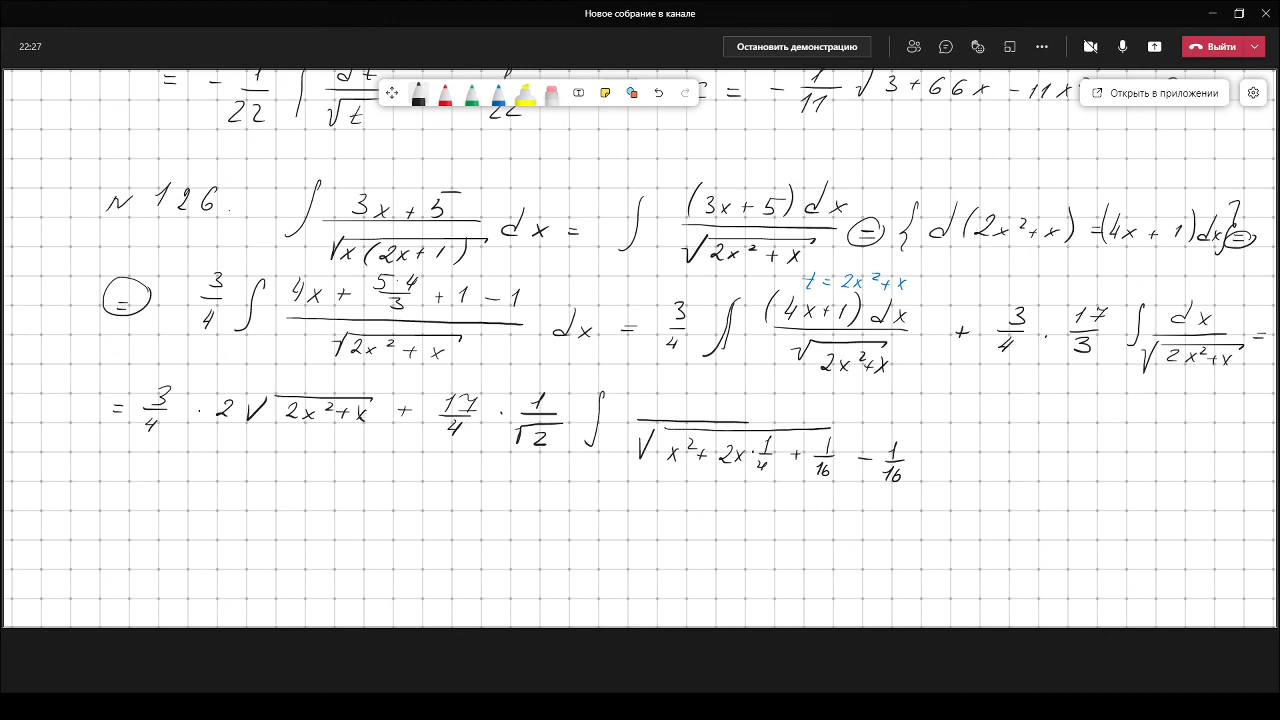 Новое собрание в канале
22:27 Остановить демонстрацию Выйти
= - 1/22 ∫ dt/√t = - 1/11 √3+66x-11x²
Открыть в приложении
N 126. ∫ (3x+5)/√(x(2x+1)) dx = ∫ (3x+5)dx/√(2x²+x) = { d(2x²+x) = (4x+1)dx } =
t = 2x²+x
= 3/4 ∫ (4x + 5·4/3 + 1 - 1)/√(2x²+x) dx = 3/4 ∫ (4x+1)dx/√(2x²+x) + 3/4 · 17/3 ∫ dx/√(2x²+x) =
= 3/4 · 2√(2x²+x) + 17/4 · 1/√2 ∫ /√(x²+2x·1/4 + 1/16 - 1/16